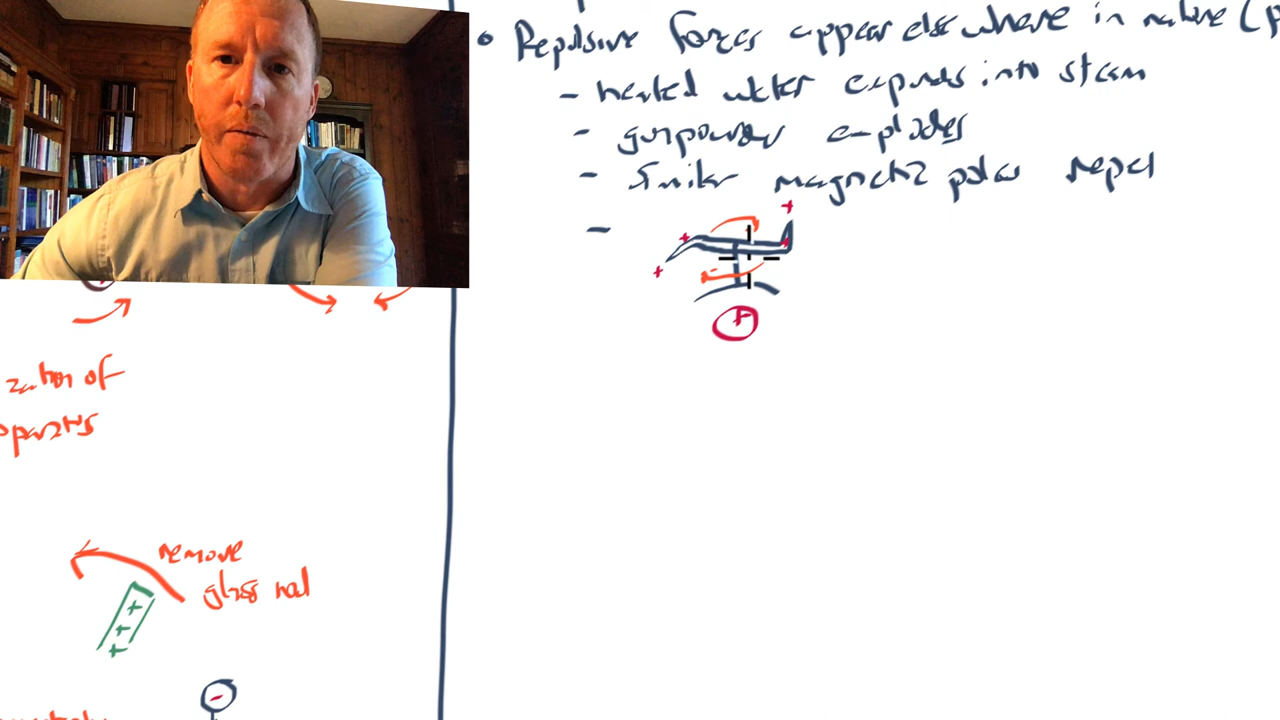 • Repulsive forces appear elsewhere in nature (p
- heated water expands into steam
- gunpowder explodes
- Similar magnetic poles repel
-
+ +
+ +
+
+
zation of
remove
glass rod
+
+
+
-